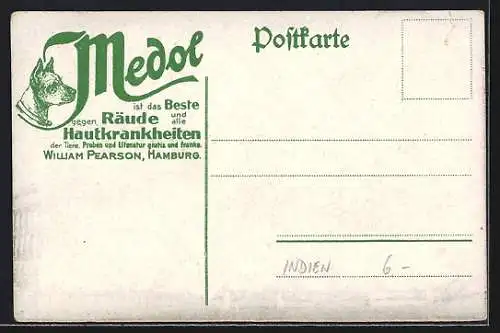 Medol
ist das Beste
gegen Räude und alle
Hautkrankheiten
der Tiere. Proben und Literatur gratis und franko.
WILLIAM PEARSON, HAMBURG.
Postkarte
INDIEN 6-